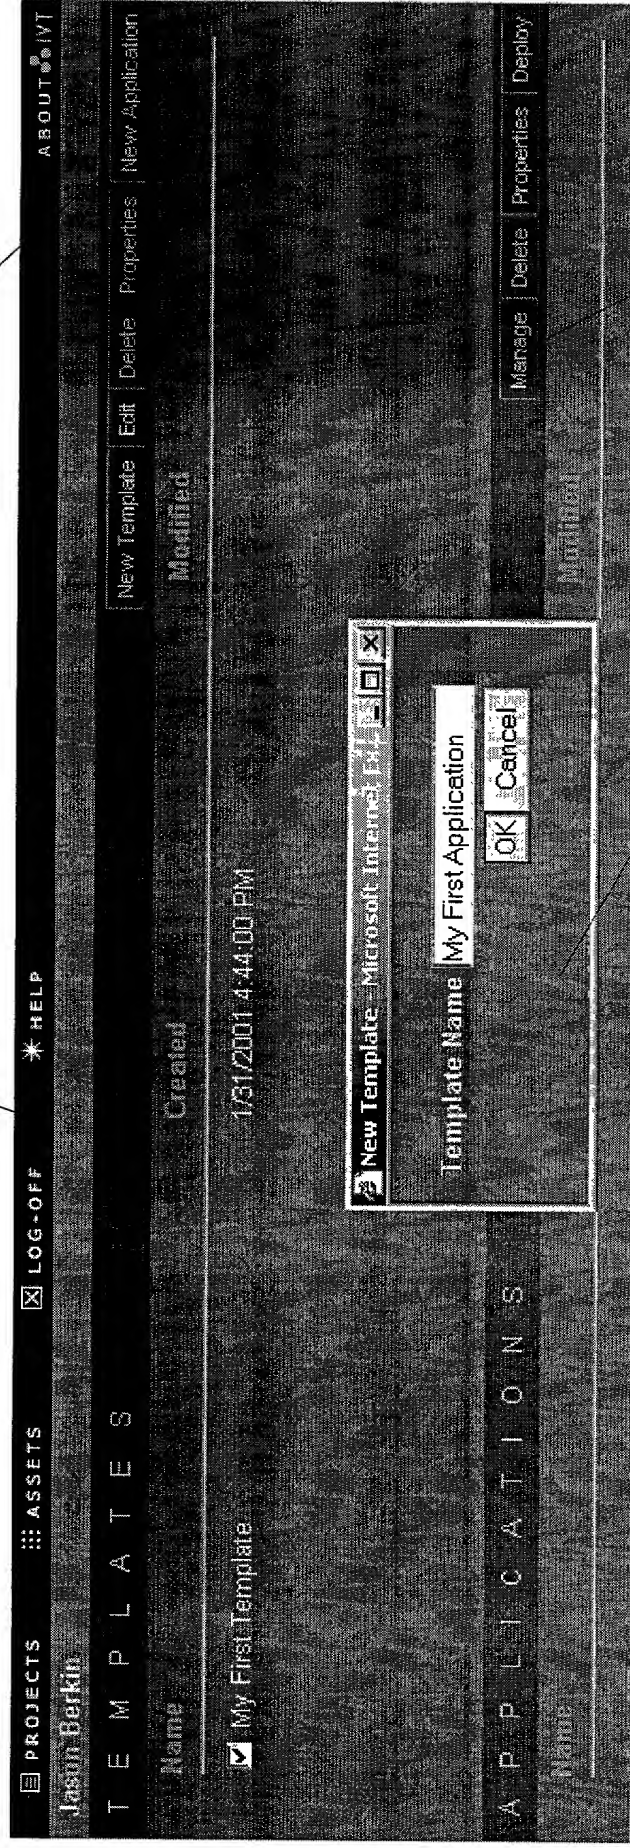 PROJECTS ASSETS LOG-OFF HELP ABOUT IVT
Jason Berkin
TEMPLATES New Template Edit Delete Properties New Application
Name Created Modified
My First Template 1/31/2001 4:44:00 PM
New Template - Microsoft Internet
Template Name My First Application
OK Cancel
APPLICATIONS Manage Delete Properties Deploy
Name Modified